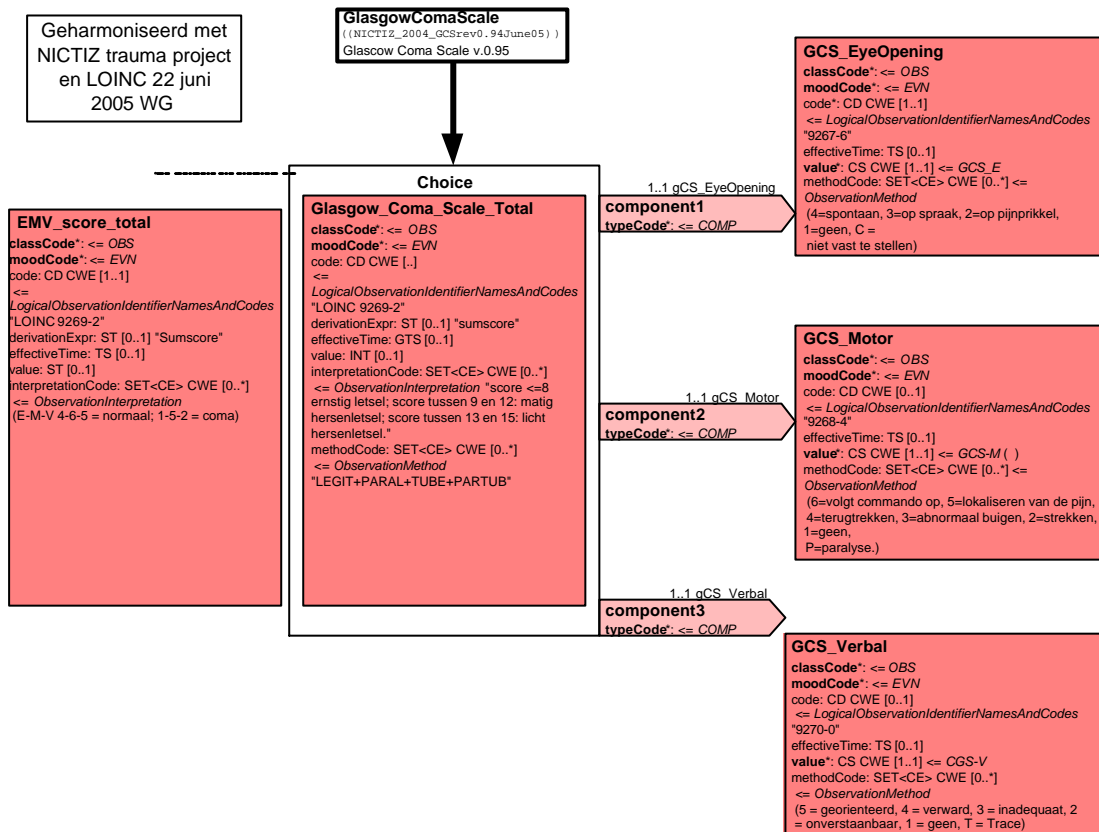 Geharmoniseerd met
NICTIZ trauma project
en LOINC 22 juni
2005 WG
GlasgowComaScale
((NICTIZ_2004_GCSrev0.94June05))
Glascow Coma Scale v.0.95
EMV_score_total
classCode*: <= OBS
moodCode*: <= EVN
code: CD CWE [1..1]
<=
LogicalObservationIdentifierNamesAndCodes
"LOINC 9269-2"
derivationExpr: ST [0..1] "Sumscore"
effectiveTime: TS [0..1]
value: ST [0..1]
interpretationCode: SET<CE> CWE [0..*]
<= ObservationInterpretation
(E-M-V 4-6-5 = normaal; 1-5-2 = coma)
Choice
Glasgow_Coma_Scale_Total
classCode*: <= OBS
moodCode*: <= EVN
code: CD CWE [..]
<=
LogicalObservationIdentifierNamesAndCodes
"LOINC 9269-2"
derivationExpr: ST [0..1] "sumscore"
effectiveTime: GTS [0..1]
value: INT [0..1]
interpretationCode: SET<CE> CWE [0..*]
<= ObservationInterpretation "score <=8
ernstig letsel; score tussen 9 en 12: matig
hersenletsel; score tussen 13 en 15: licht
hersenletsel."
methodCode: SET<CE> CWE [0..*]
<= ObservationMethod
"LEGIT+PARAL+TUBE+PARTUB"
1..1 gCS_EyeOpening
component1
typeCode*: <= COMP
1..1 gCS_Motor
component2
typeCode*: <= COMP
1..1 gCS_Verbal
component3
typeCode*: <= COMP
GCS_EyeOpening
classCode*: <= OBS
moodCode*: <= EVN
code*: CD CWE [1..1]
<= LogicalObservationIdentifierNamesAndCodes
"9267-6"
effectiveTime: TS [0..1]
value*: CS CWE [1..1] <= GCS_E
methodCode: SET<CE> CWE [0..*] <=
ObservationMethod
(4=spontaan, 3=op spraak, 2=op pijnprikkel,
1=geen, C =
niet vast te stellen)
GCS_Motor
classCode*: <= OBS
moodCode*: <= EVN
code: CD CWE [0..1]
<= LogicalObservationIdentifierNamesAndCodes
"9268-4"
effectiveTime: TS [0..1]
value*: CS CWE [1..1] <= GCS-M ( )
methodCode: SET<CE> CWE [0..*] <=
ObservationMethod
(6=volgt commando op, 5=lokaliseren van de pijn,
4=terugtrekken, 3=abnormaal buigen, 2=strekken,
1=geen,
P=paralyse.)
GCS_Verbal
classCode*: <= OBS
moodCode*: <= EVN
code: CD CWE [0..1]
<= LogicalObservationIdentifierNamesAndCodes
"9270-0"
effectiveTime: TS [0..1]
value*: CS CWE [1..1] <= CGS-V
methodCode: SET<CE> CWE [0..*]
<= ObservationMethod
(5 = georienteerd, 4 = verward, 3 = inadequaat, 2
= onverstaanbaar, 1 = geen, T = Trace)